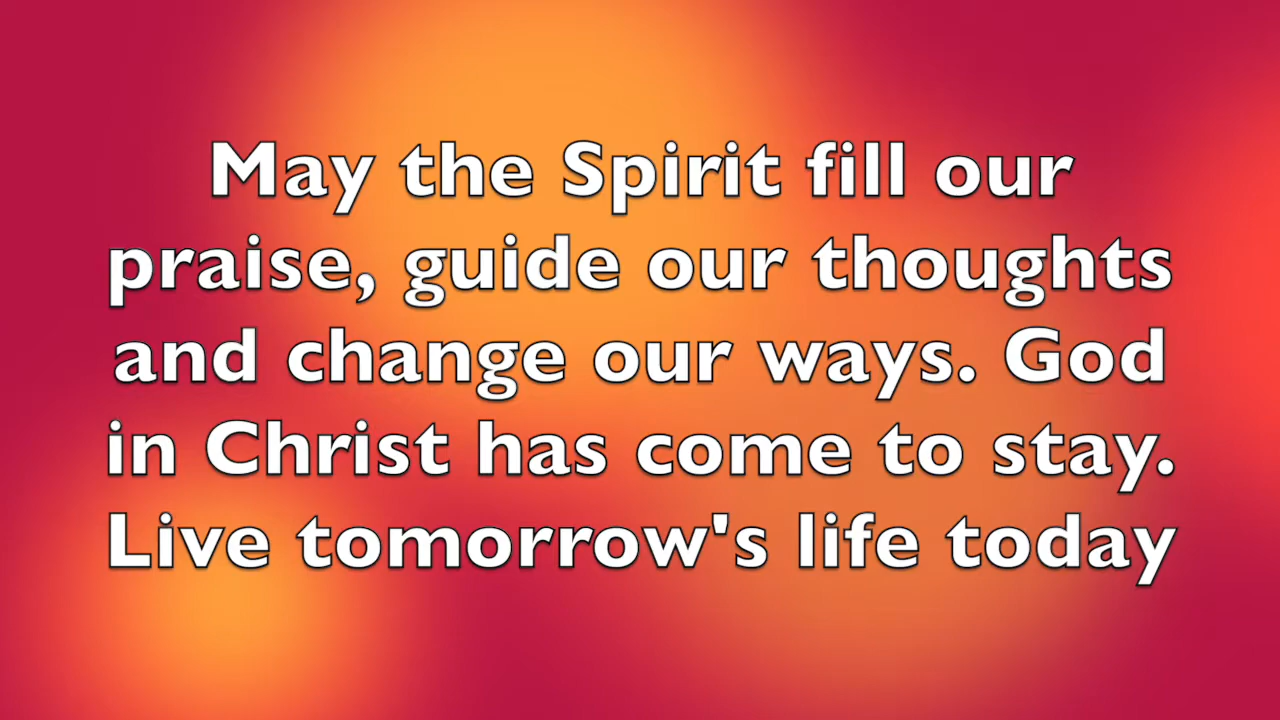 May the Spirit fill our
praise, guide our thoughts
and change our ways. God
in Christ has come to stay.
Live tomorrow's life today